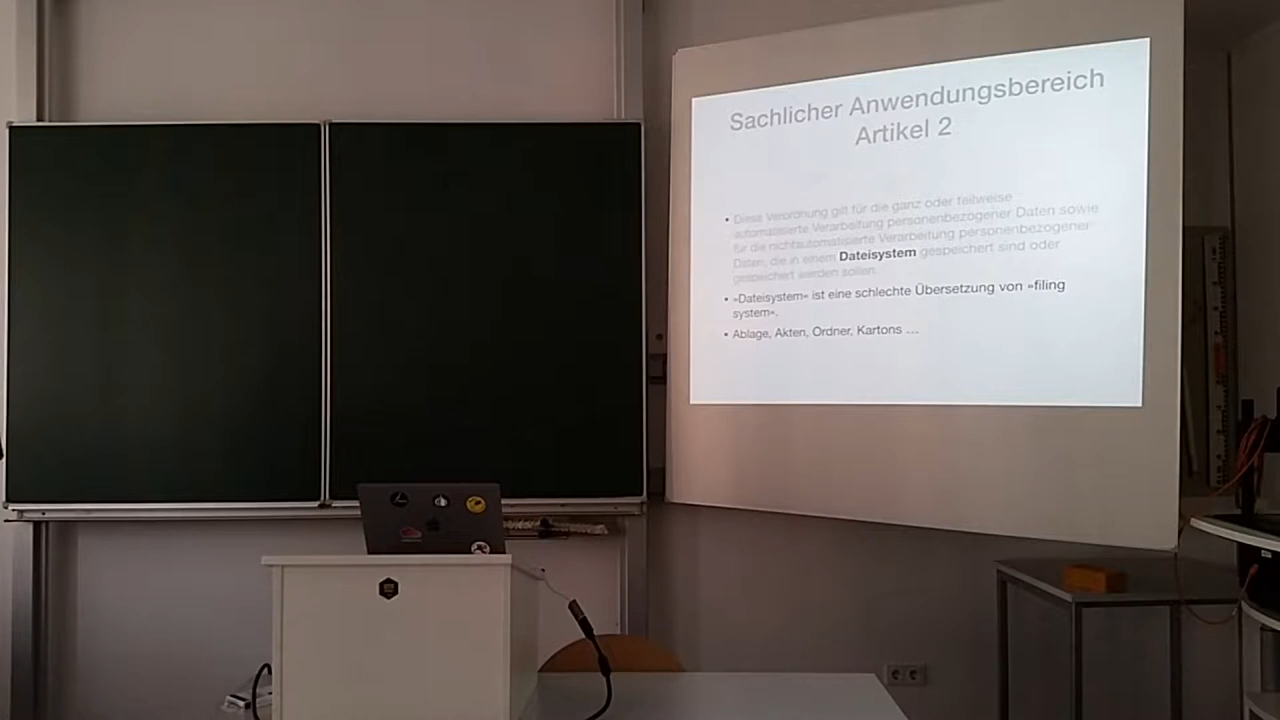 Sachlicher Anwendungsbereich
Artikel 2
• Diese Verordnung gilt für die ganz oder teilweise
automatisierte Verarbeitung personenbezogener Daten sowie
für die nichtautomatisierte Verarbeitung personenbezogener
Daten, die in einem Dateisystem gespeichert sind oder
gespeichert werden sollen.
• »Dateisystem« ist eine schlechte Übersetzung von »filing
system«.
• Ablage, Akten, Ordner, Kartons …